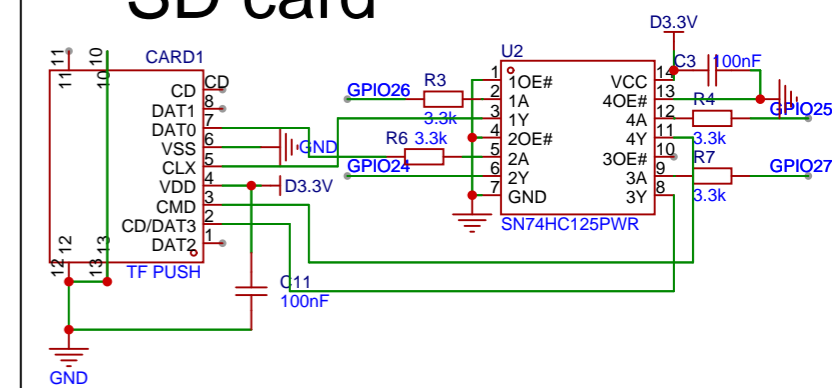 SD card
D3.3V
CARD1
U2
C3
100nF
11
11
10
10
CD
CD
DAT1
8
DAT0
7
VSS
6
CLX
5
VDD
4
CMD
3
CD/DAT3
2
DAT2
1
12
12
13
13
TF PUSH
GND
D3.3V
C11
100nF
GND
GPIO26
R3
3.3k
R6
3.3k
GPIO24
1
1OE#
2
1A
3
1Y
4
2OE#
5
2A
6
2Y
7
GND
VCC
14
4OE#
13
4A
12
4Y
11
3OE#
10
3A
9
3Y
8
SN74HC125PWR
R4
3.3k
GPIO25
R7
3.3k
GPIO27